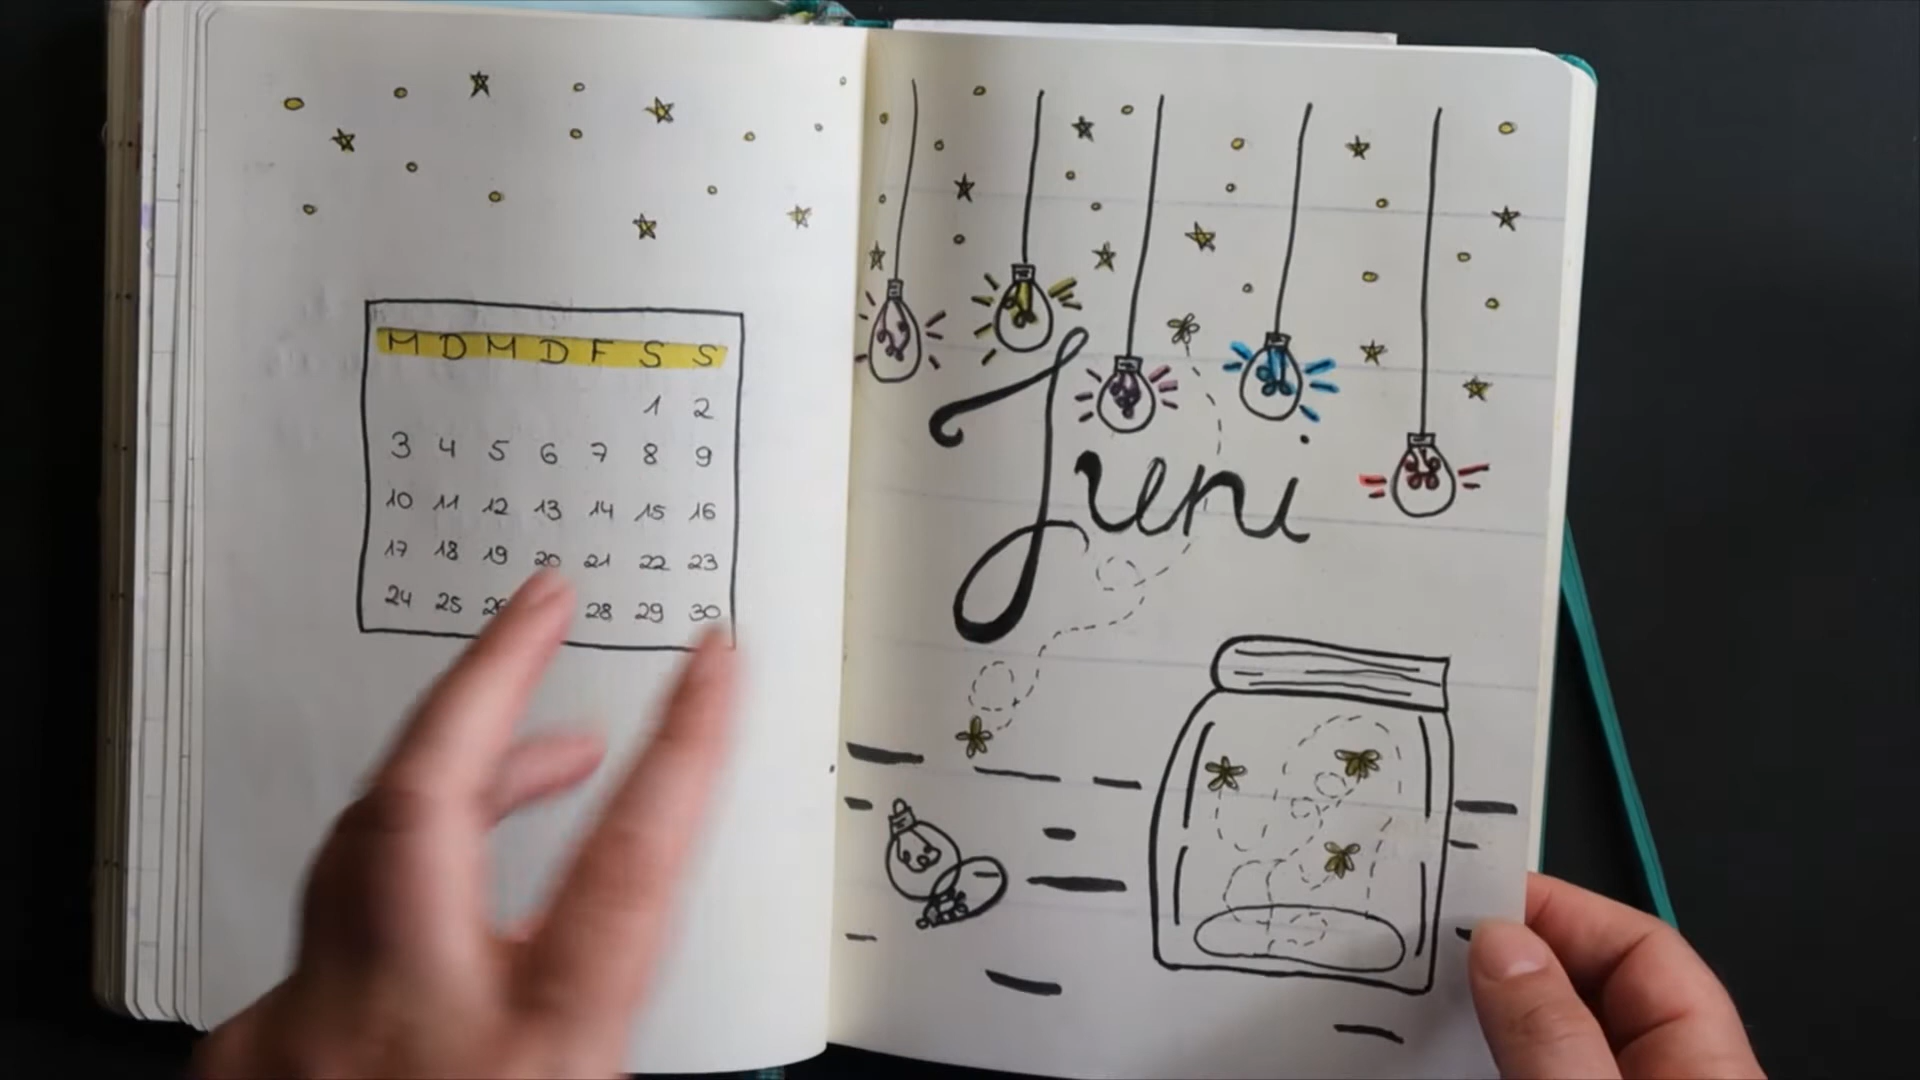 M D M D F S S
1 2
3 4 5 6 7 8 9
10 11 12 13 14 15 16
17 18 19 20 21 22 23
24 25 26 28 29 30
Juni